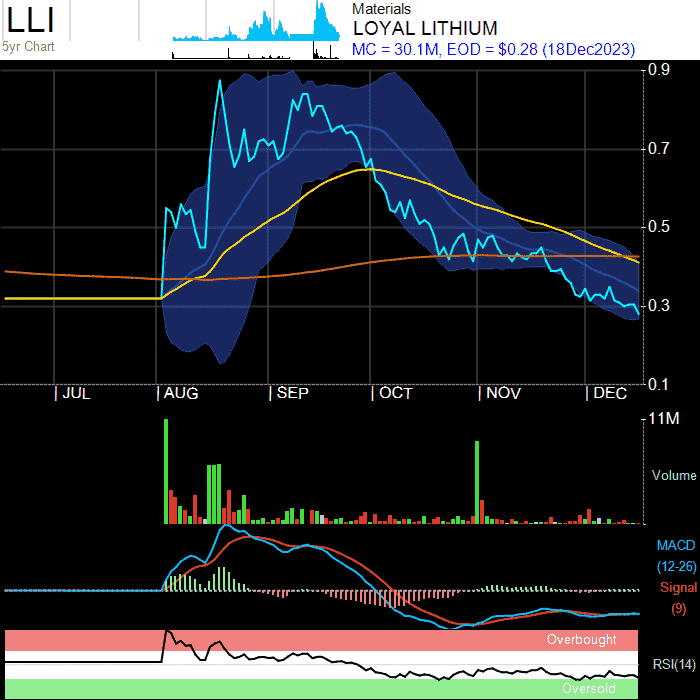 LLI
5yr Chart
Materials
LOYAL LITHIUM
MC = 30.1M, EOD = $0.28 (18Dec2023)
0.9
0.7
0.5
0.3
0.1
JUL
AUG
SEP
OCT
NOV
DEC
11M
Volume
MACD
(12-26)
Signal
(9)
Overbought
RSI(14)
Oversold